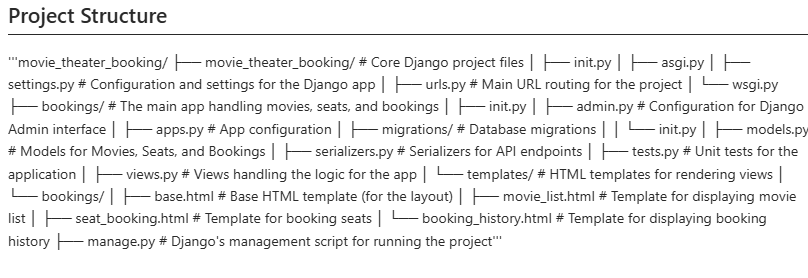 Project Structure
'''movie_theater_booking/ ├── movie_theater_booking/ # Core Django project files │ ├── init.py │ ├── asgi.py │ ├──
settings.py # Configuration and settings for the Django app │ ├── urls.py # Main URL routing for the project │ └── wsgi.py
├── bookings/ # The main app handling movies, seats, and bookings │ ├── init.py │ ├── admin.py # Configuration for Django
Admin interface │ ├── apps.py # App configuration │ ├── migrations/ # Database migrations │ │ └── init.py │ ├── models.py
# Models for Movies, Seats, and Bookings │ ├── serializers.py # Serializers for API endpoints │ ├── tests.py # Unit tests for the
application │ ├── views.py # Views handling the logic for the app │ └── templates/ # HTML templates for rendering views │
└── bookings/ │ ├── base.html # Base HTML template (for the layout) │ ├── movie_list.html # Template for displaying movie
list │ ├── seat_booking.html # Template for booking seats │ └── booking_history.html # Template for displaying booking
history ├── manage.py # Django's management script for running the project'''